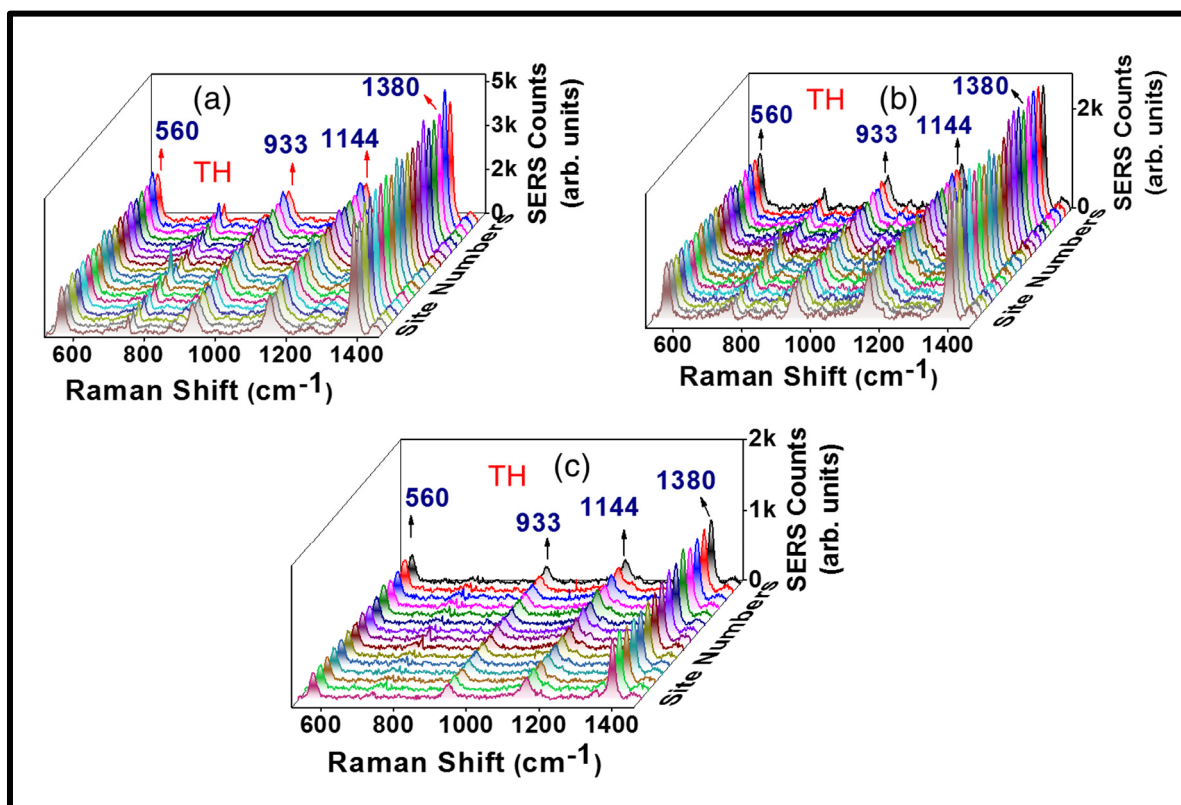 (a)
560
TH
933
1144
1380
5k
3k
2k
0
SERS Counts
(arb. units)
Site Numbers
600 800 1000 1200 1400
Raman Shift (cm-1)
(b)
560
TH
933
1144
1380
2k
0
SERS Counts
(arb. units)
Site Numbers
600 800 1000 1200 1400
Raman Shift (cm-1)
(c)
560
TH
933
1144
1380
2k
1k
0
SERS Counts
(arb. units)
Site Numbers
600 800 1000 1200 1400
Raman Shift (cm-1)